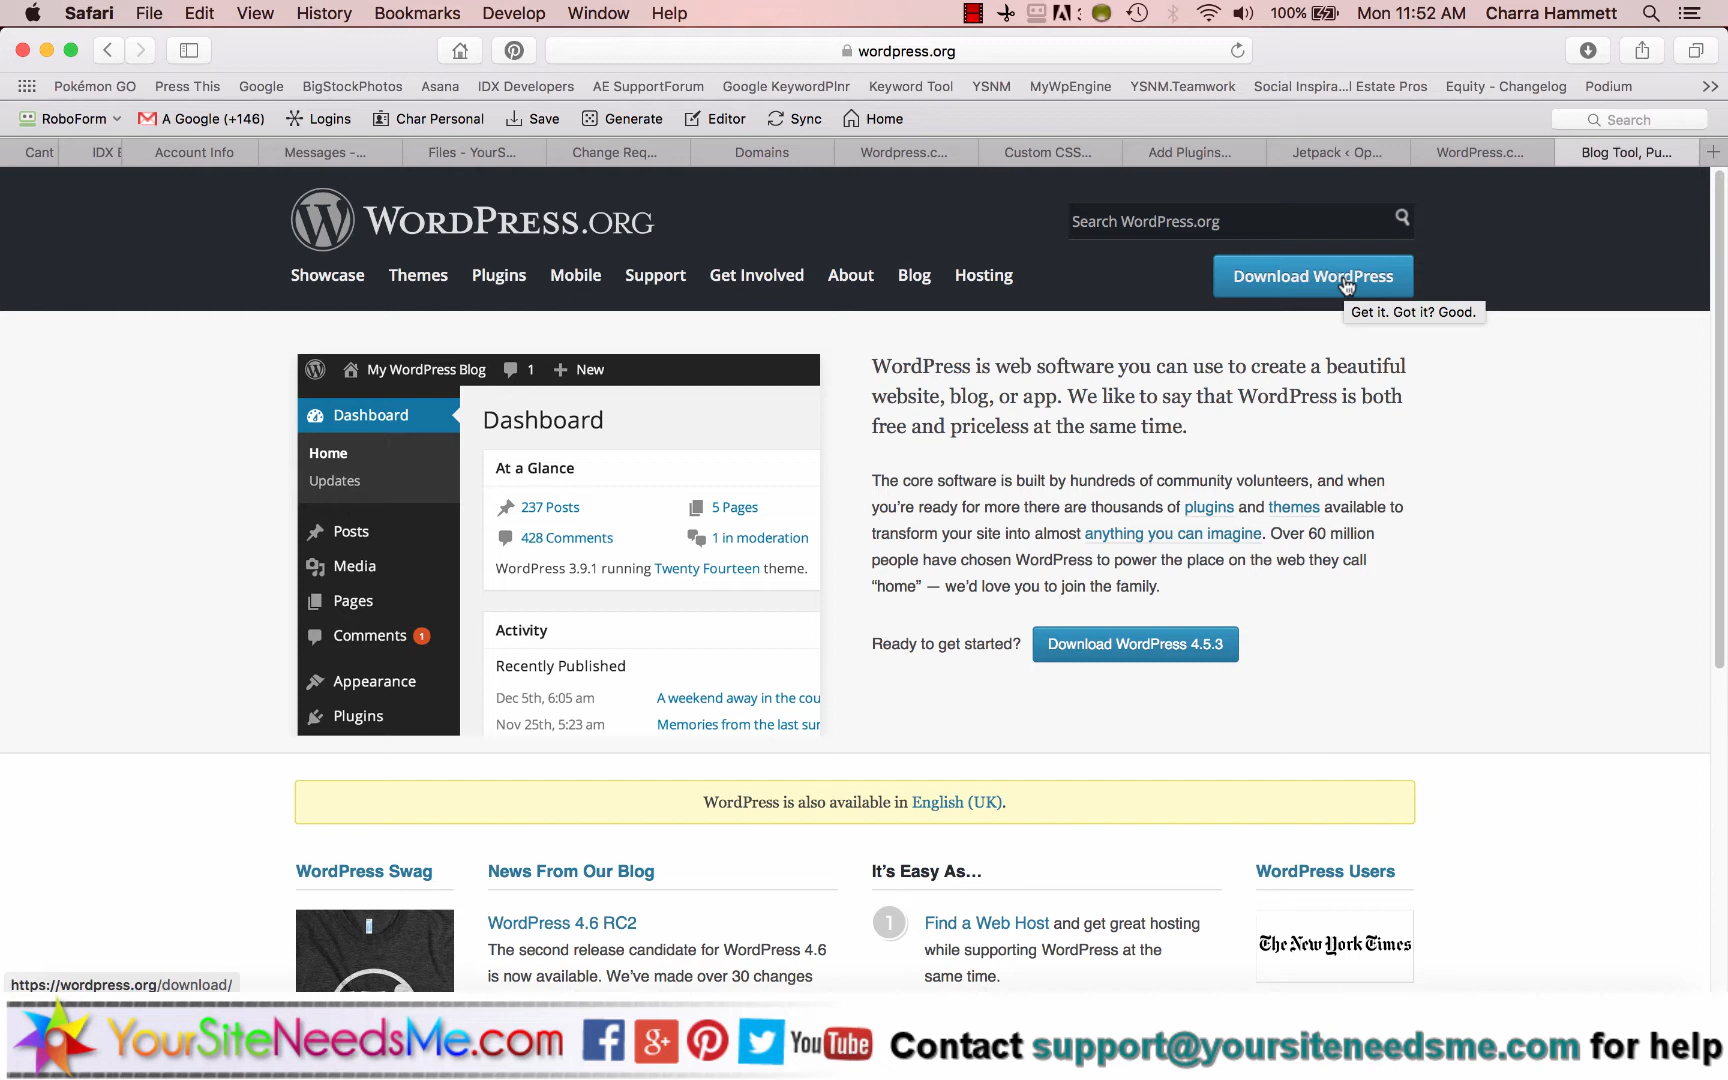 Safari File Edit View History Bookmarks Develop Window Help 100% Mon 11:52 AM Charra Hammett
wordpress.org
Pokémon GO Press This Google BigStockPhotos Asana IDX Developers AE SupportForum Google KeywordPlnr Keyword Tool YSNM MyWpEngine YSNM.Teamwork Social Inspira...l Estate Pros Equity - Changelog Podium
RoboForm A Google (+146) Logins Char Personal Save Generate Editor Sync Home Search
Cant IDX E Account Info Messages -... Files - YourS... Change Req... Domains Wordpress.c... Custom CSS... Add Plugins... Jetpack ‹ Op... WordPress.c... Blog Tool, Pu...
WORDPRESS.ORG
Search WordPress.org
Showcase Themes Plugins Mobile Support Get Involved About Blog Hosting Download WordPress
Get it. Got it? Good.
My WordPress Blog 1 New
Dashboard
Home
Updates
Posts
Media
Pages
Comments 1
Appearance
Plugins
Dashboard
At a Glance
237 Posts 5 Pages
428 Comments 1 in moderation
WordPress 3.9.1 running Twenty Fourteen theme.
Activity
Recently Published
Dec 5th, 6:05 am A weekend away in the cou
Nov 25th, 5:23 am Memories from the last sur
WordPress is web software you can use to create a beautiful
website, blog, or app. We like to say that WordPress is both
free and priceless at the same time.
The core software is built by hundreds of community volunteers, and when
you’re ready for more there are thousands of plugins and themes available to
transform your site into almost anything you can imagine. Over 60 million
people have chosen WordPress to power the place on the web they call
“home” — we’d love you to join the family.
Ready to get started? Download WordPress 4.5.3
WordPress is also available in English (UK).
WordPress Swag
News From Our Blog
WordPress 4.6 RC2
The second release candidate for WordPress 4.6
is now available. We’ve made over 30 changes
It’s Easy As...
1 Find a Web Host and get great hosting
while supporting WordPress at the
same time.
WordPress Users
The New York Times
https://wordpress.org/download/
YourSiteNeedsMe.com You Tube Contact support@yoursiteneedsme.com for help